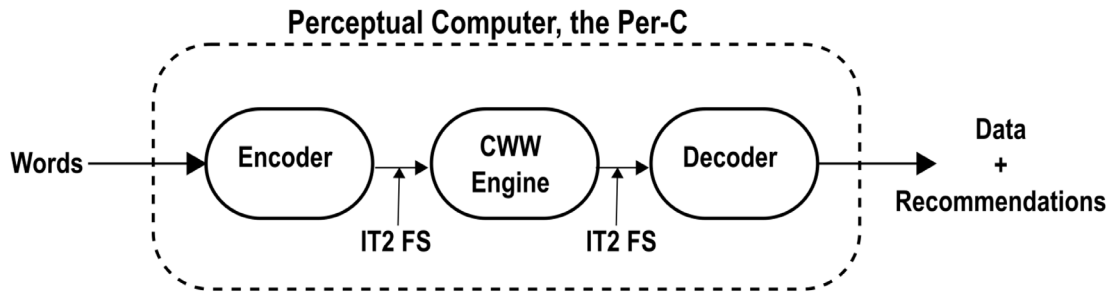 Perceptual Computer, the Per-C
Words
Encoder
CWW
Engine
Decoder
Data
+
Recommendations
IT2 FS
IT2 FS